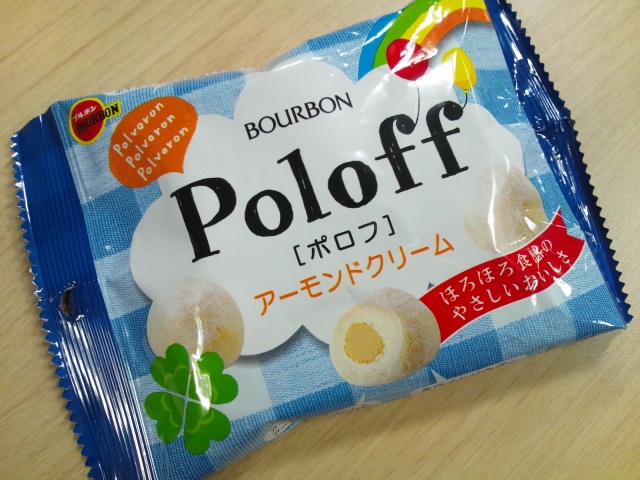 ブルボン
BOURBON
Polvoron
Polvoron
Polvoron
BOURBON
Poloff
[ポロフ]
アーモンドクリーム
ほろほろ食感の
やさしいおいしさ